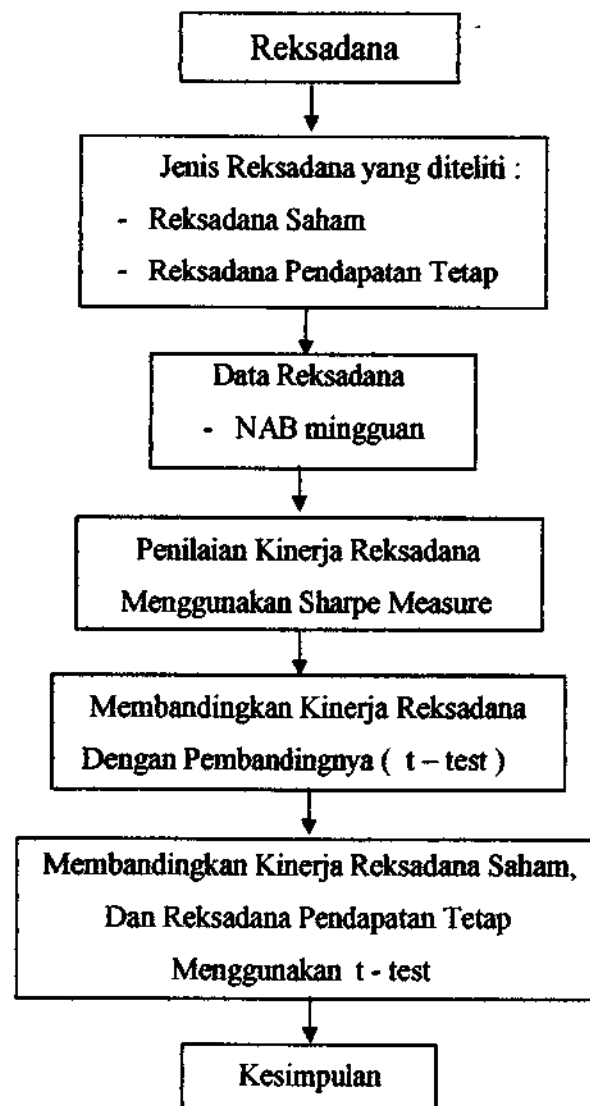 Reksadana
Jenis Reksadana yang diteliti :
- Reksadana Saham
- Reksadana Pendapatan Tetap
Data Reksadana
- NAB mingguan
Penilaian Kinerja Reksadana
Menggunakan Sharpe Measure
Membandingkan Kinerja Reksadana
Dengan Pembandingnya ( t – test )
Membandingkan Kinerja Reksadana Saham,
Dan Reksadana Pendapatan Tetap
Menggunakan t - test
Kesimpulan